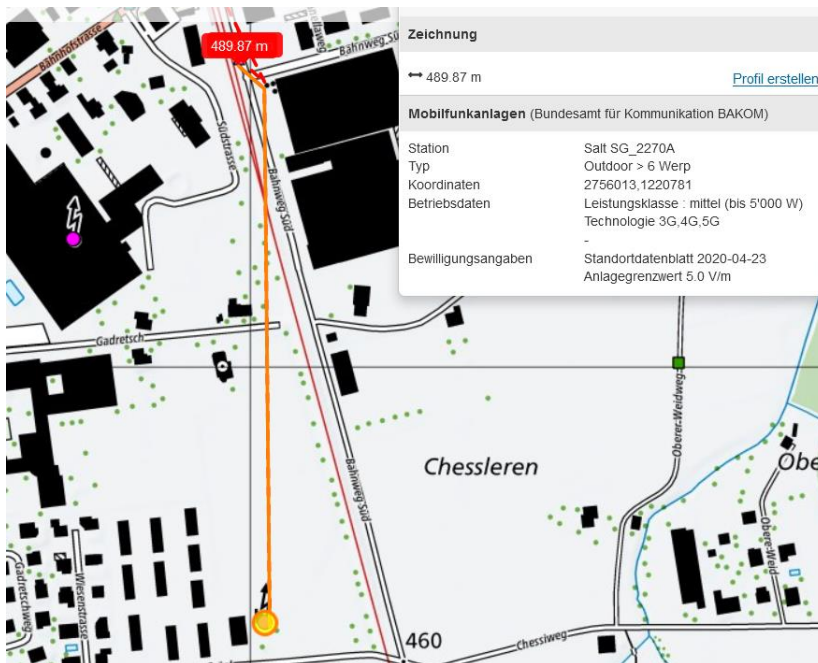 Zeichnung
489.87 m
Profil erstellen
Mobilfunkanlagen (Bundesamt für Kommunikation BAKOM)
Station Salt SG_2270A
Typ Outdoor > 6 Werp
Koordinaten 2756013,1220781
Betriebsdaten Leistungsklasse : mittel (bis 5'000 W)
Technologie 3G,4G,5G
-
Bewilligungsangaben Standortdatenblatt 2020-04-23
Anlagegrenzwert 5.0 V/m
489.87 m
Bahnhofstrasse
Bahnweg Sü
Südstrasse
Bahnweg Süd
Gadretsch
Oberer-Weidweg
Chessleren
Obe
Bahnweg-Süd
Obere-Weid
Gadretschweg
Wiesenstrasse
460
Chessiweg